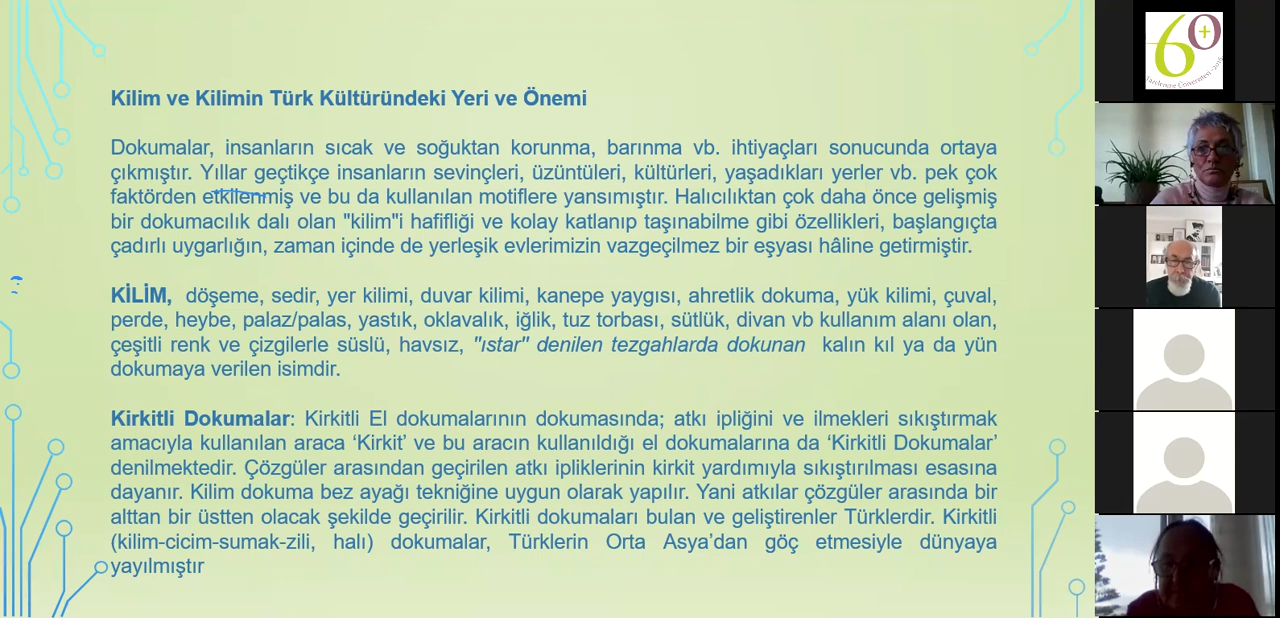 Kilim ve Kilimin Türk Kültüründeki Yeri ve Önemi
Dokumalar, insanların sıcak ve soğuktan korunma, barınma vb. ihtiyaçları sonucunda ortaya
çıkmıştır. Yıllar geçtikçe insanların sevinçleri, üzüntüleri, kültürleri, yaşadıkları yerler vb. pek çok
faktörden etkilenmiş ve bu da kullanılan motiflere yansımıştır. Halıcılıktan çok daha önce gelişmiş
bir dokumacılık dalı olan "kilim"i hafifliği ve kolay katlanıp taşınabilme gibi özellikleri, başlangıçta
çadırlı uygarlığın, zaman içinde de yerleşik evlerimizin vazgeçilmez bir eşyası hâline getirmiştir.
KİLİM, döşeme, sedir, yer kilimi, duvar kilimi, kanepe yaygısı, ahretlik dokuma, yük kilimi, çuval,
perde, heybe, palaz/palas, yastık, oklavalık, iğlik, tuz torbası, sütlük, divan vb kullanım alanı olan,
çeşitli renk ve çizgilerle süslü, havsız, "ıstar" denilen tezgahlarda dokunan kalın kıl ya da yün
dokumaya verilen isimdir.
Kirkitli Dokumalar: Kirkitli El dokumalarının dokumasında; atkı ipliğini ve ilmekleri sıkıştırmak
amacıyla kullanılan araca ‘Kirkit’ ve bu aracın kullanıldığı el dokumalarına da ‘Kirkitli Dokumalar’
denilmektedir. Çözgüler arasından geçirilen atkı ipliklerinin kirkit yardımıyla sıkıştırılması esasına
dayanır. Kilim dokuma bez ayağı tekniğine uygun olarak yapılır. Yani atkılar çözgüler arasında bir
alttan bir üstten olacak şekilde geçirilir. Kirkitli dokumaları bulan ve geliştirenler Türklerdir. Kirkitli
(kilim-cicim-sumak-zili, halı) dokumalar, Türklerin Orta Asya’dan göç etmesiyle dünyaya
yayılmıştır
60+